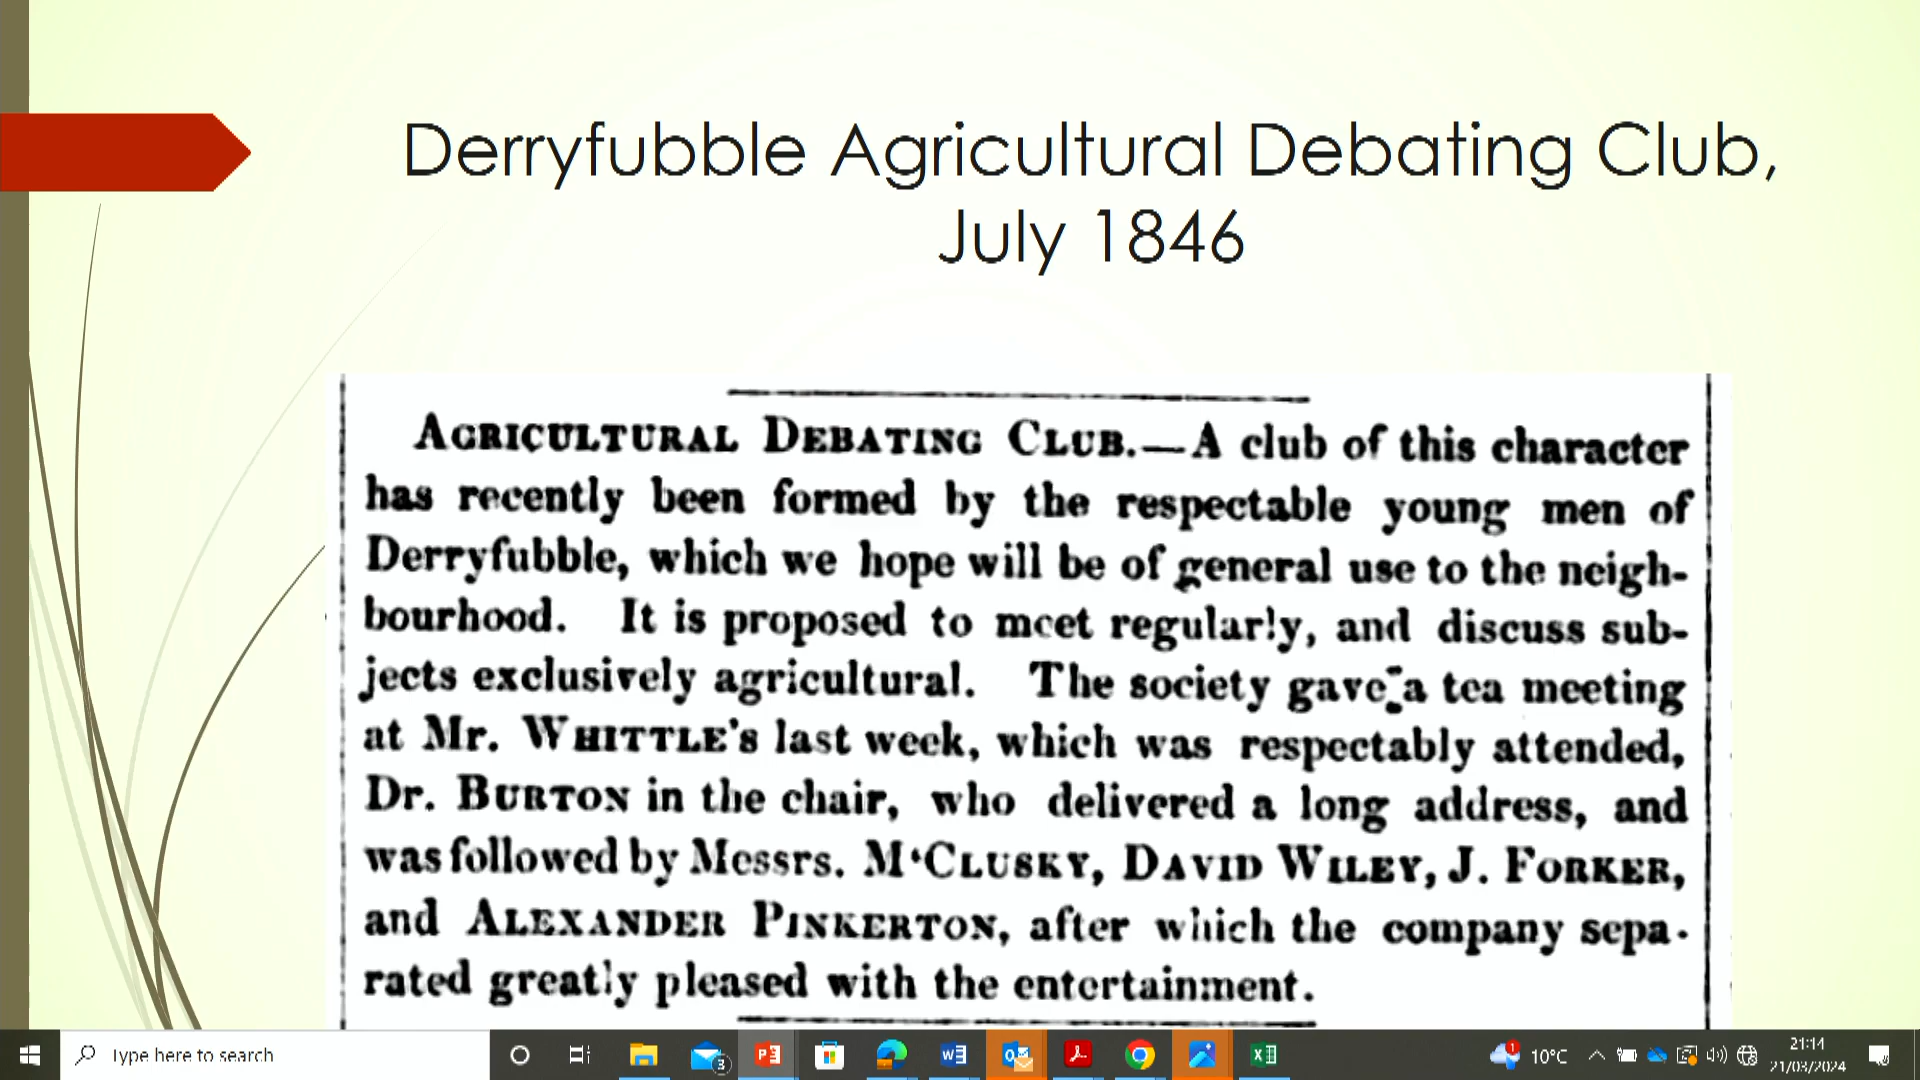 Derryfubble Agricultural Debating Club,
July 1846
AGRICULTURAL DEBATING CLUB.—A club of this character
has recently been formed by the respectable young men of
Derryfubble, which we hope will be of general use to the neigh-
bourhood. It is proposed to meet regularly, and discuss sub-
jects exclusively agricultural. The society gave a tea meeting
at Mr. WHITTLE'S last week, which was respectably attended,
Dr. BURTON in the chair, who delivered a long address, and
was followed by Messrs. M'CLUSKY, DAVID WILEY, J. FORKER,
and ALEXANDER PINKERTON, after which the company sepa-
rated greatly pleased with the entertainment.
Type here to search
3
1
10°C
21:14
21/03/2024